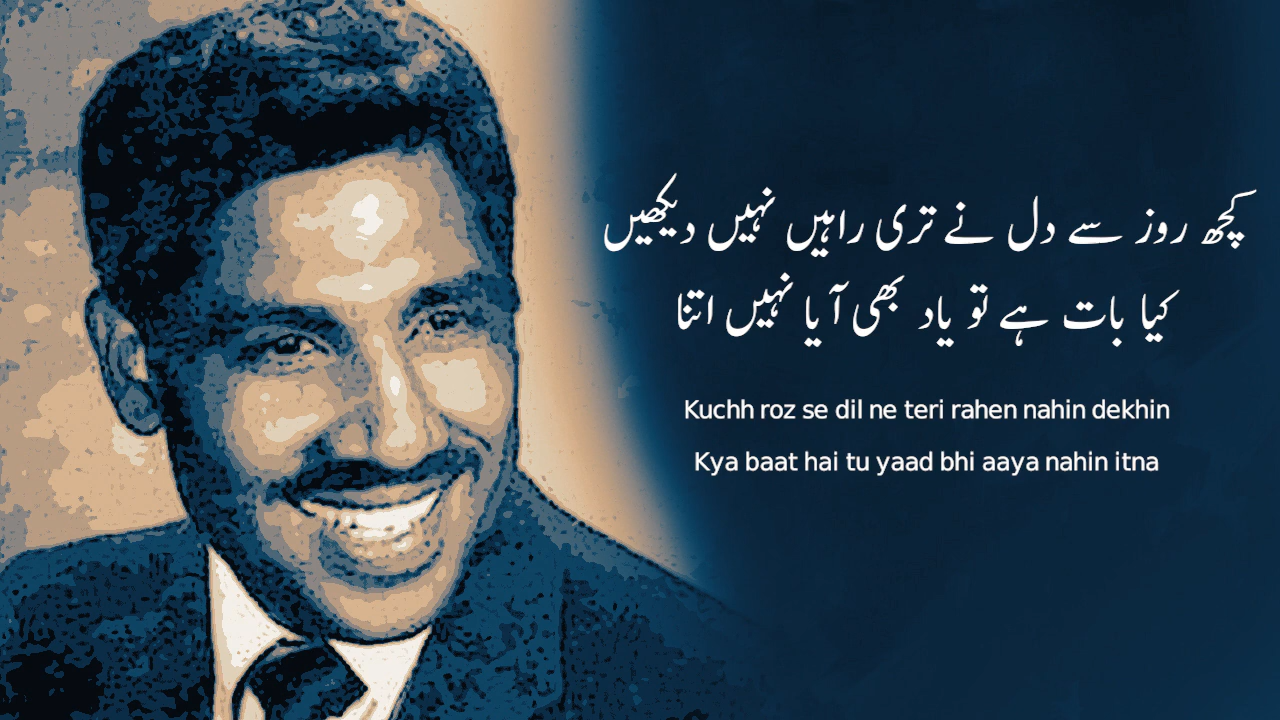 کچھ روز سے دل نے تری راہیں نہیں دیکھیں
کیا بات ہے تو یاد بھی آیا نہیں اتنا
Kuchh roz se dil ne teri rahen nahin dekhin
Kya baat hai tu yaad bhi aaya nahin itna